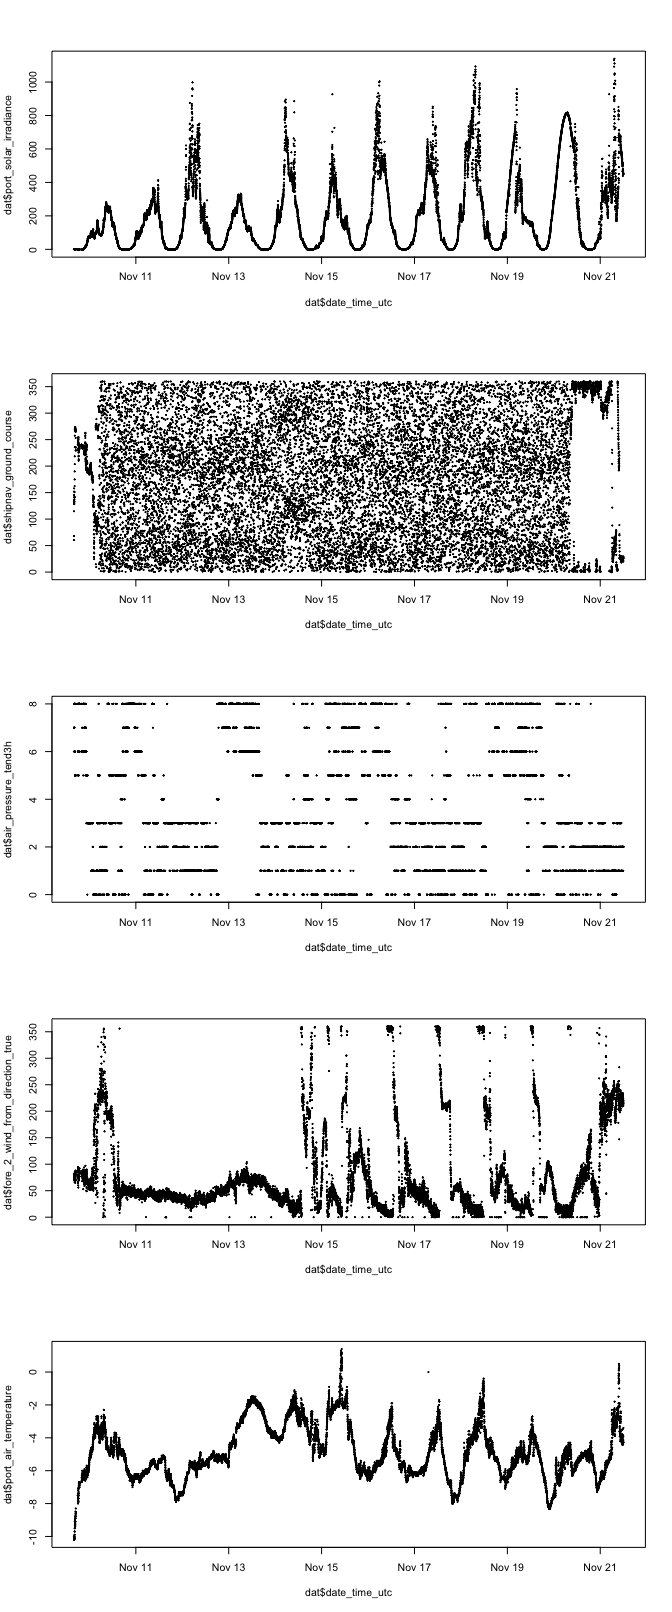 dat$port_solar_irradiance
0 200 400 600 800 1000
Nov 11 Nov 13 Nov 15 Nov 17 Nov 19 Nov 21
dat$date_time_utc
dat$shipnav_ground_course
0 50 100 150 200 250 300 350
Nov 11 Nov 13 Nov 15 Nov 17 Nov 19 Nov 21
dat$date_time_utc
dat$air_pressure_tend3h
0 2 4 6 8
Nov 11 Nov 13 Nov 15 Nov 17 Nov 19 Nov 21
dat$date_time_utc
dat$fore_2_wind_from_direction_true
0 50 100 150 200 250 300 350
Nov 11 Nov 13 Nov 15 Nov 17 Nov 19 Nov 21
dat$date_time_utc
dat$port_air_temperature
-10 -8 -6 -4 -2 0
Nov 11 Nov 13 Nov 15 Nov 17 Nov 19 Nov 21
dat$date_time_utc